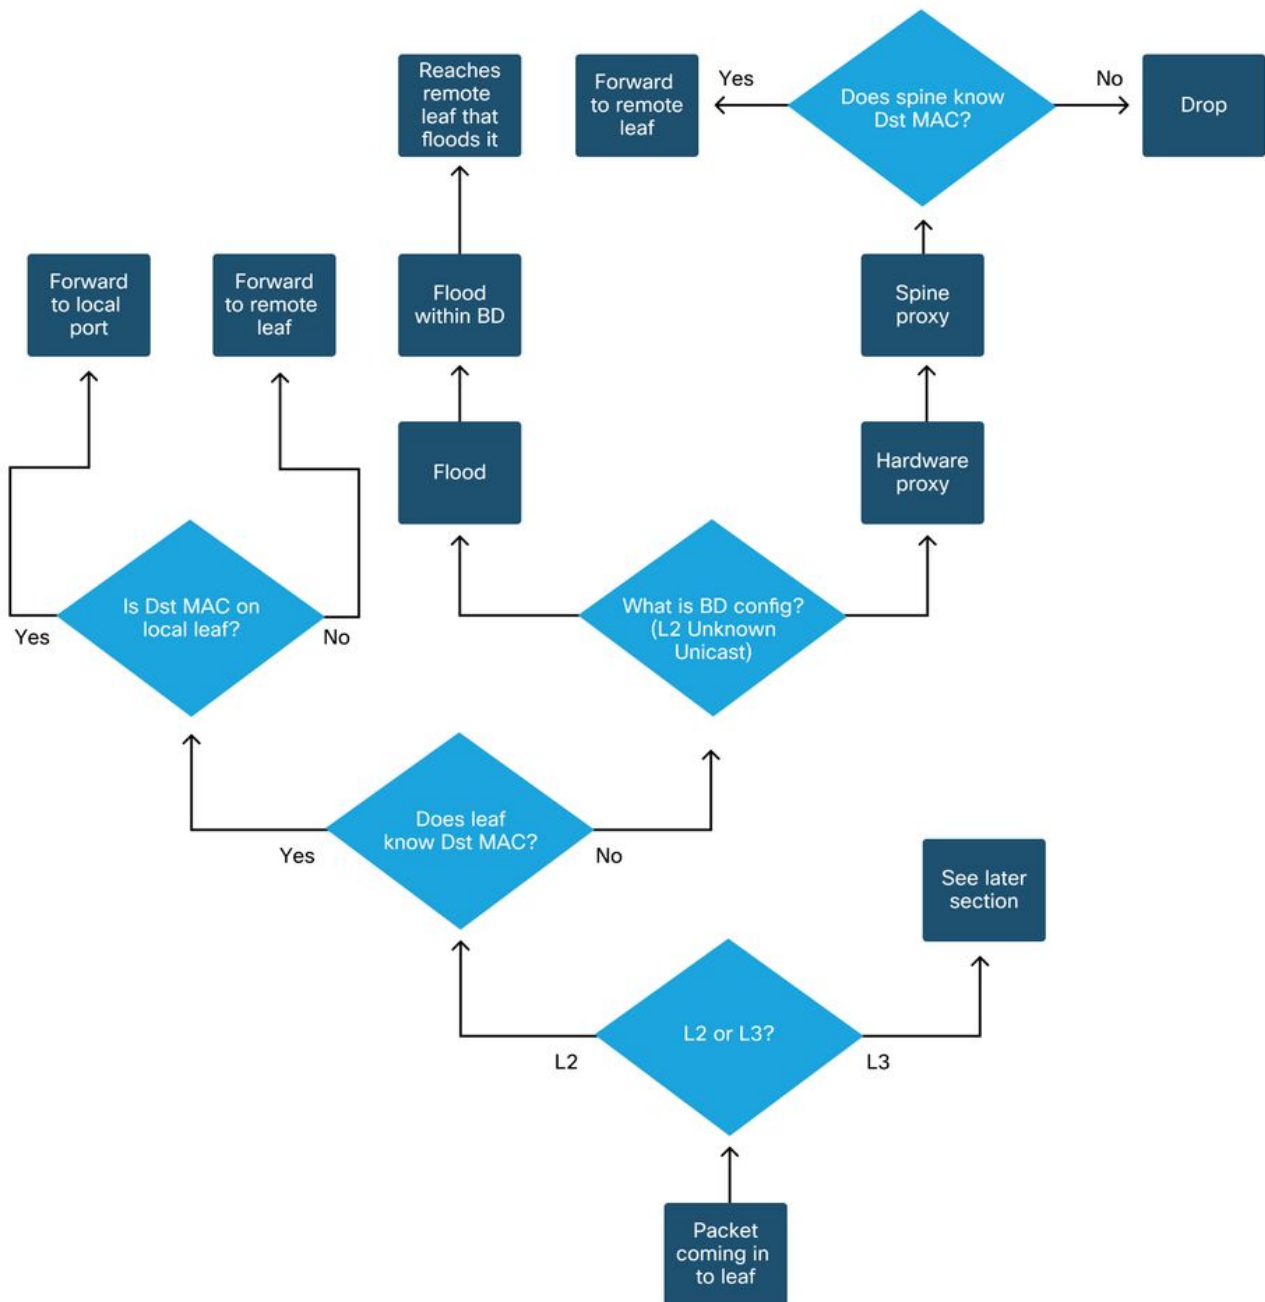 Reaches
remote
leaf that
floods it
Forward
to remote
leaf
Yes
Does spine know
Dst MAC?
No
Drop
Forward
to local
port
Forward
to remote
leaf
Flood
within BD
Spine
proxy
Flood
Hardware
proxy
Is Dst MAC on
local leaf?
Yes
No
What is BD config?
(L2 Unknown
Unicast)
Does leaf
know Dst MAC?
Yes
No
See later
section
L2 or L3?
L2
L3
Packet
coming in
to leaf